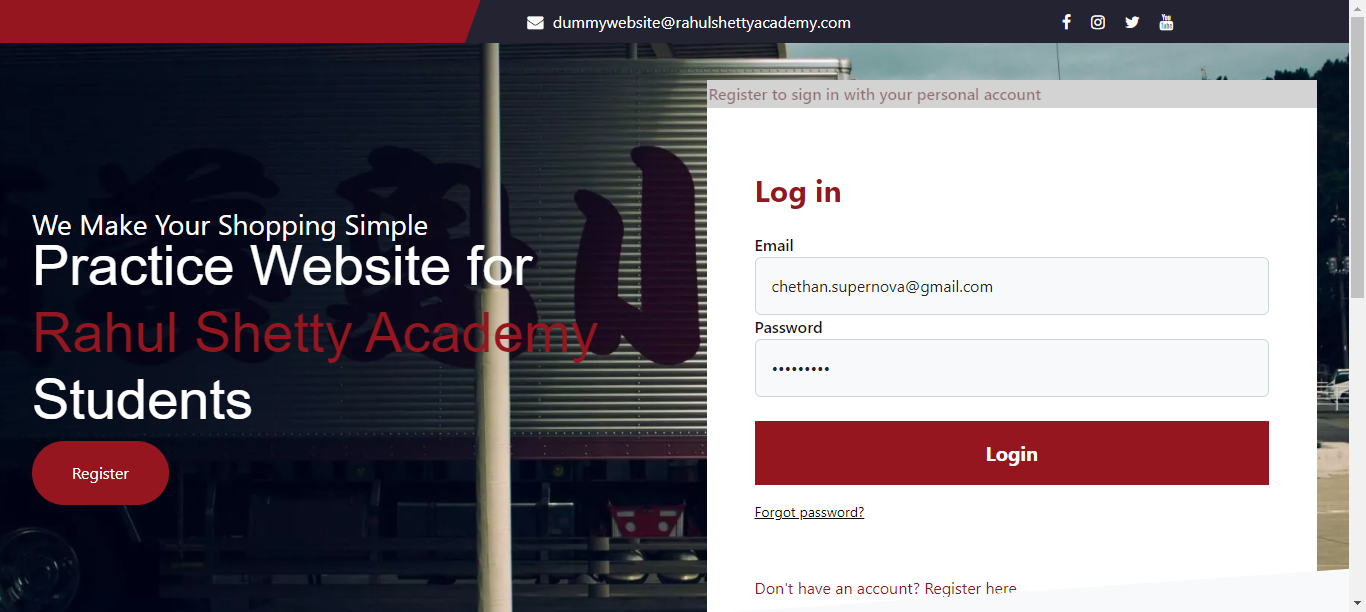 dummywebsite@rahulshettyacademy.com
Register to sign in with your personal account
We Make Your Shopping Simple
Practice Website for
Rahul Shetty Academy
Students
Register
Log in
Email
chethan.supernova@gmail.com
Password
•••••••••
Login
Forgot password?
Don't have an account? Register here